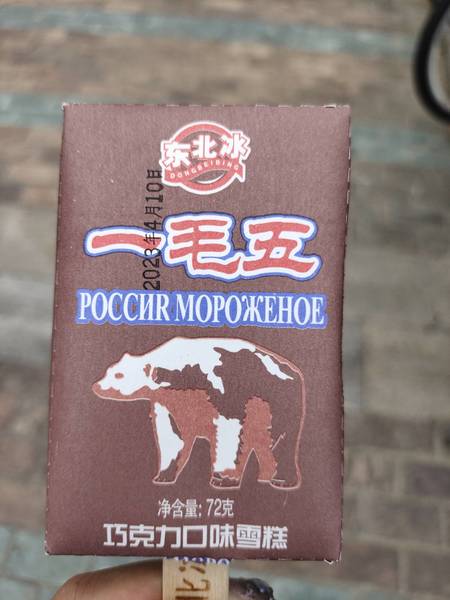 东北冰
DONGBEIBING
2023年4月10日
一毛五
РОССИR.МОРОЖЕНОЕ
净含量:72克
巧克力口味雪糕